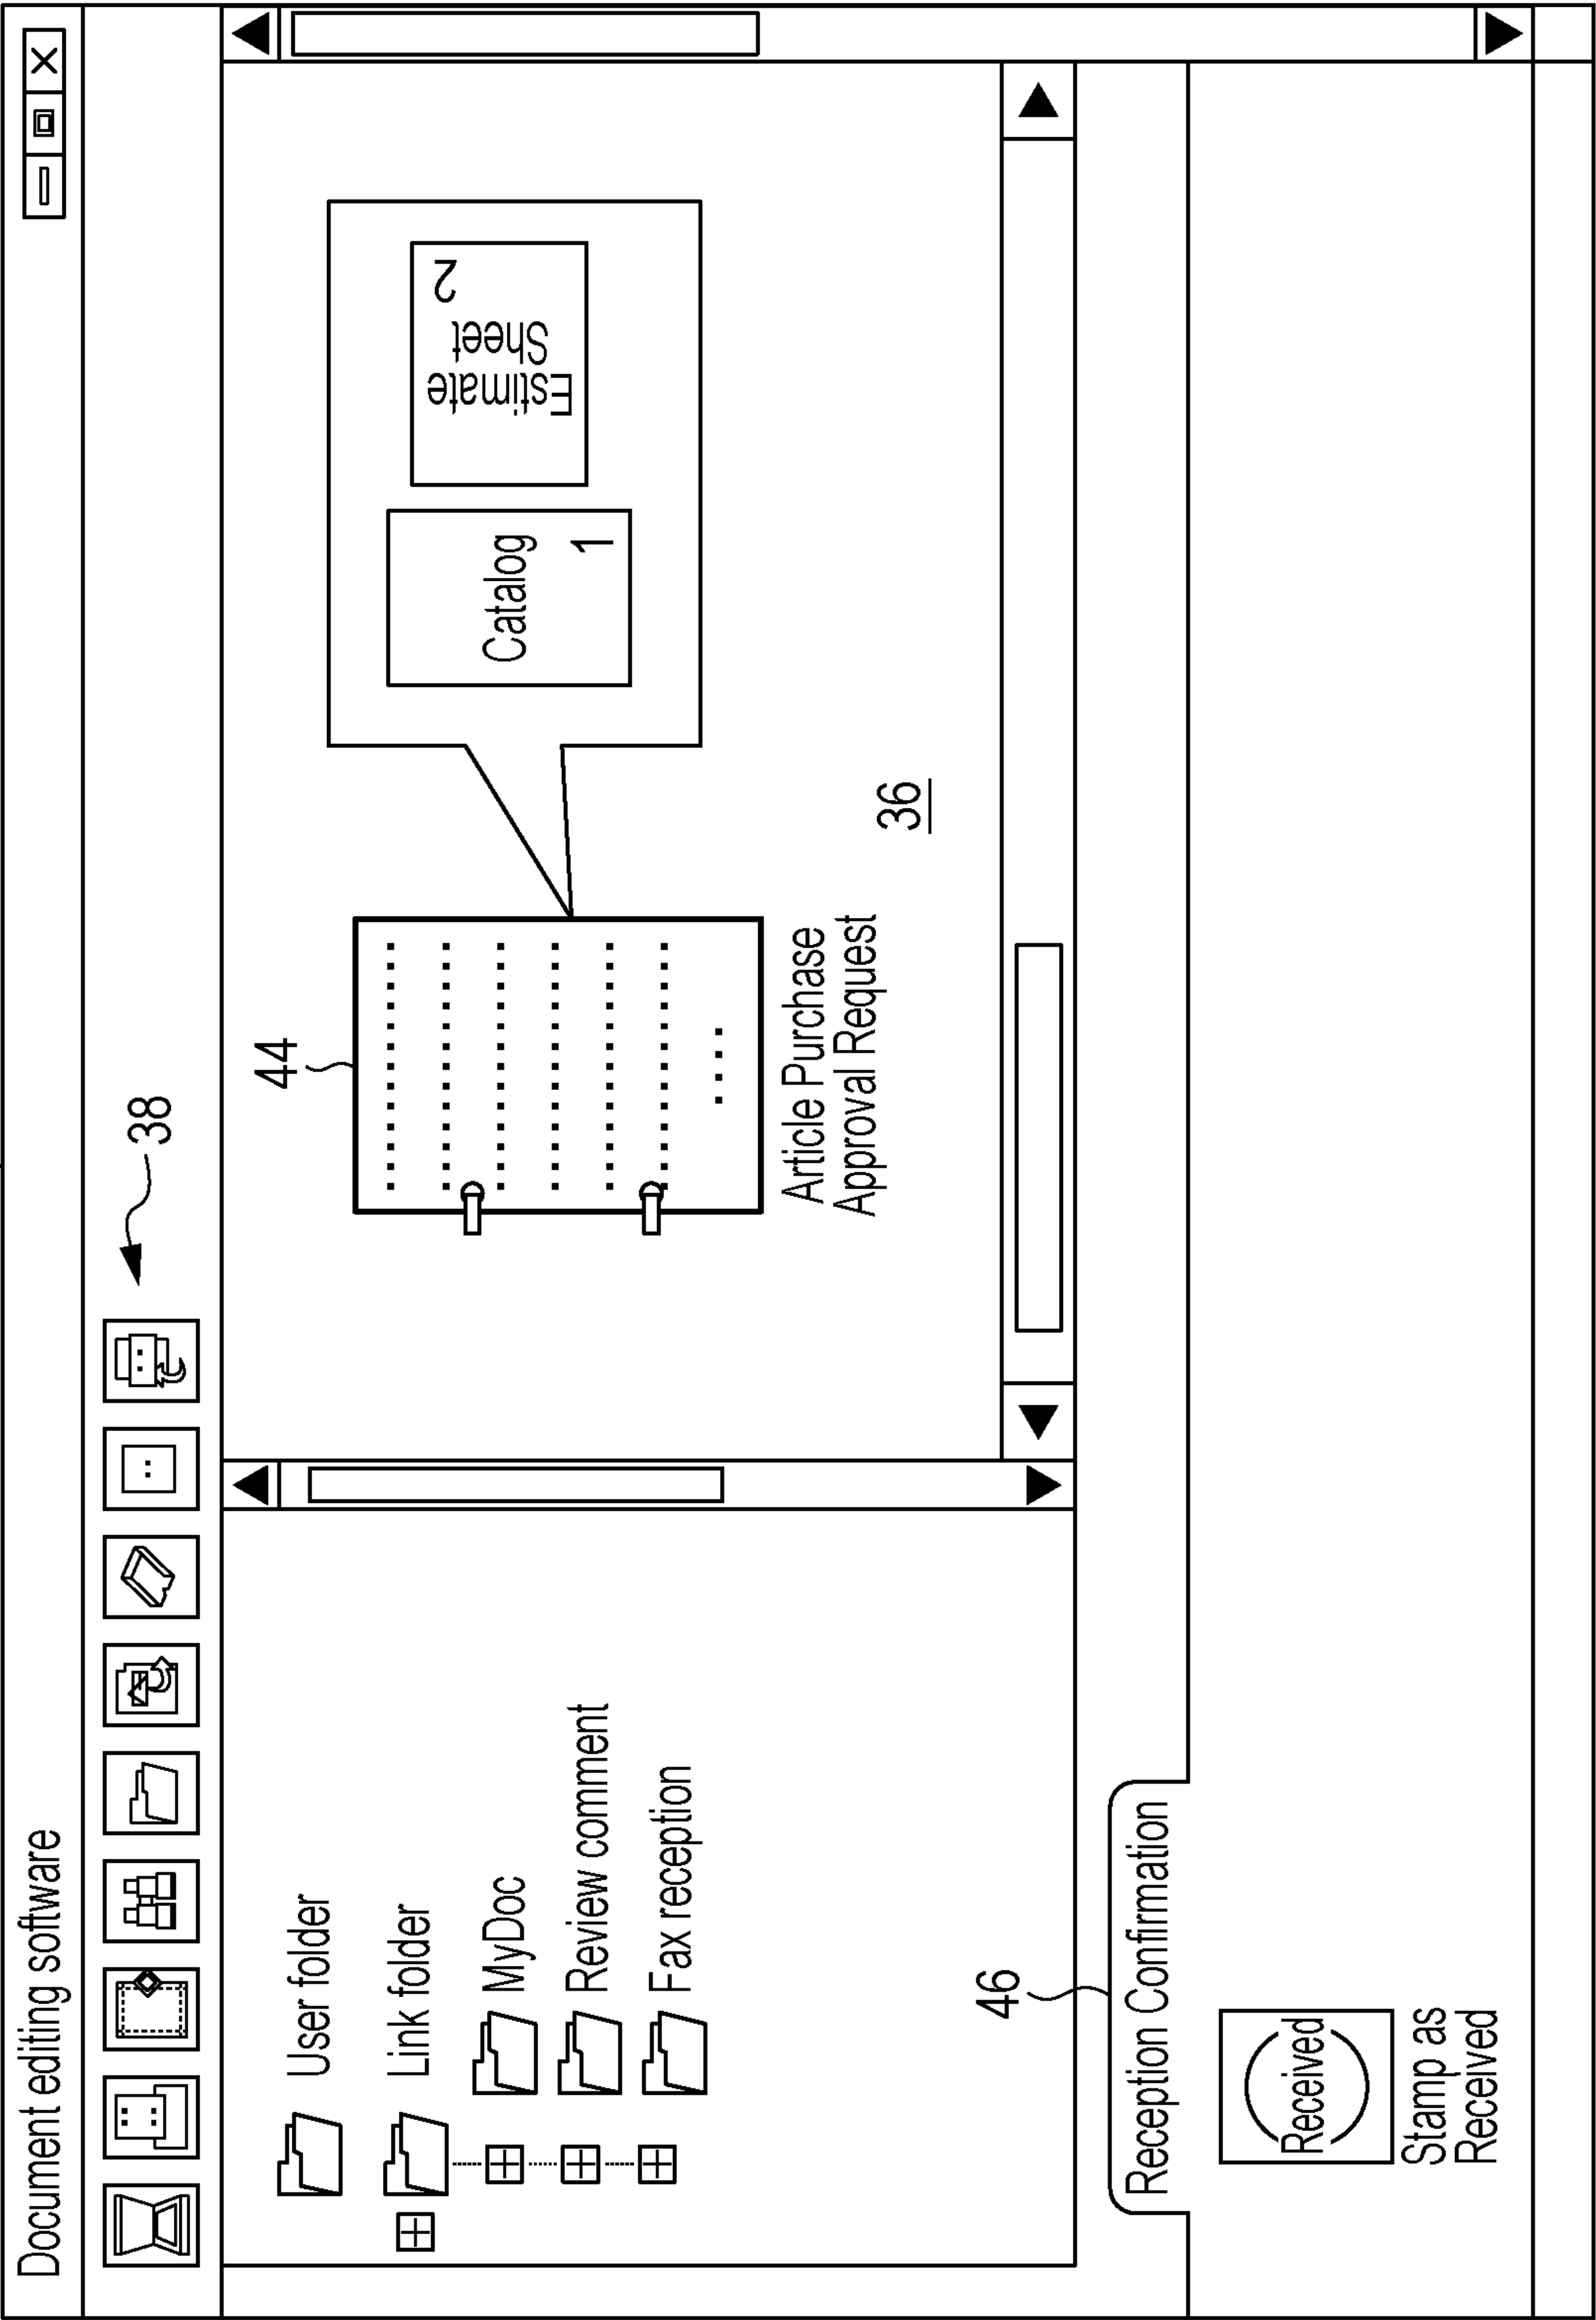 Document editing software
38
User folder
Link folder
MyDoc
Review comment
Fax reception
44
Article Purchase
Approval Request
Catalog
1
Estimate
Sheet
2
36
46
Reception Confirmation
Received
Stamp as
Received